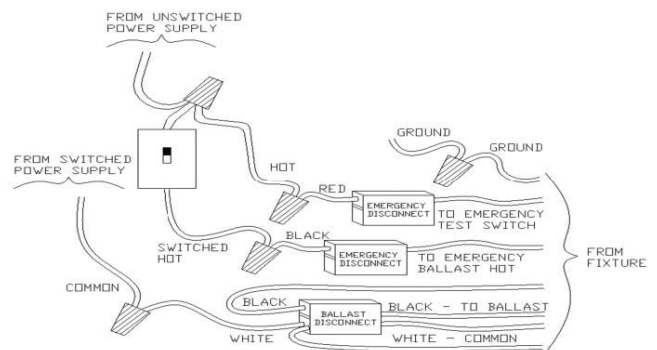 FROM UNSWITCHED
POWER SUPPLY
GROUND
GROUND
FROM SWITCHED
POWER SUPPLY
HOT
RED
EMERGENCY
DISCONNECT
TO EMERGENCY
TEST SWITCH
SWITCHED
HOT
BLACK
EMERGENCY
DISCONNECT
TO EMERGENCY
BALLAST HOT
FROM
FIXTURE
COMMON
BLACK
BALLAST
DISCONNECT
BLACK - TO BALLAST
WHITE
WHITE - COMMON